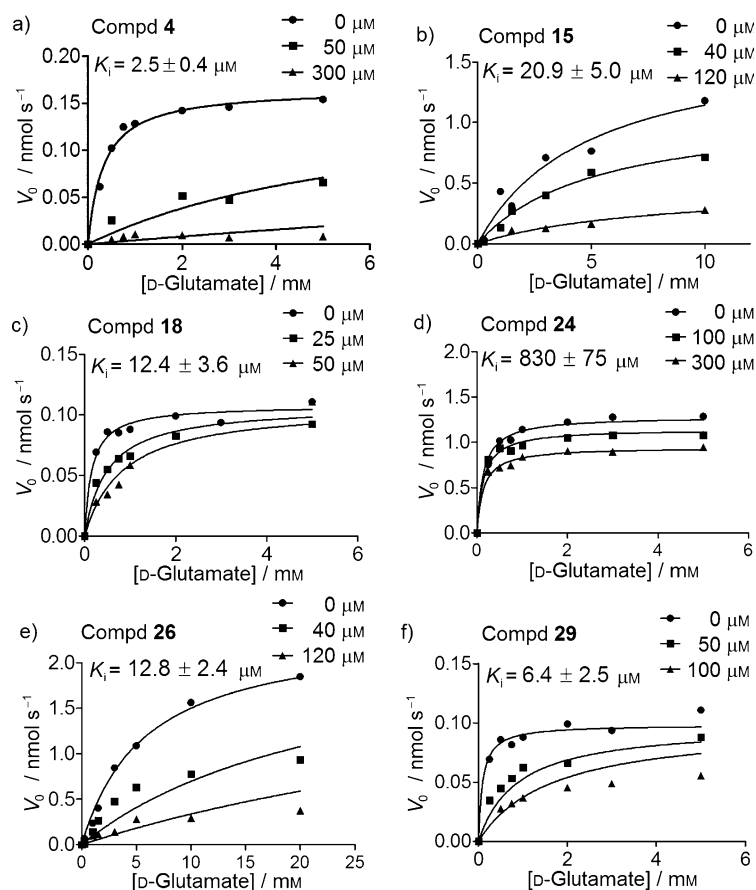 a) Compd 4
● 0 µM
■ 50 µM
▲ 300 µM
Ki = 2.5 ± 0.4 µM
V0 / nmol s−1
0.20
0.15
0.10
0.05
0.00
0 2 4 6
[D-Glutamate] / mM
b) Compd 15
● 0 µM
■ 40 µM
▲ 120 µM
Ki = 20.9 ± 5.0 µM
V0 / nmol s−1
1.5
1.0
0.5
0.0
0 5 10
[D-Glutamate] / mM
c) Compd 18
● 0 µM
■ 25 µM
▲ 50 µM
Ki = 12.4 ± 3.6 µM
V0 / nmol s−1
0.15
0.10
0.05
0.00
0 2 4 6
[D-Glutamate] / mM
d) Compd 24
● 0 µM
■ 100 µM
▲ 300 µM
Ki = 830 ± 75 µM
V0 / nmol s−1
2.0
1.5
1.0
0.5
0.0
0 2 4 6
[D-Glutamate] / mM
e) Compd 26
● 0 µM
■ 40 µM
▲ 120 µM
Ki = 12.8 ± 2.4 µM
V0 / nmol s−1
2.0
1.5
1.0
0.5
0.0
0 5 10 15 20 25
[D-Glutamate] / mM
f) Compd 29
● 0 µM
■ 50 µM
▲ 100 µM
Ki = 6.4 ± 2.5 µM
V0 / nmol s−1
0.15
0.10
0.05
0.00
0 2 4 6
[D-Glutamate] / mM